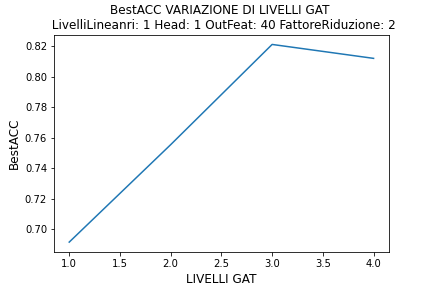 BestACC VARIAZIONE DI LIVELLI GAT
LivelliLineanri: 1 Head: 1 OutFeat: 40 FattoreRiduzione: 2
0.82
0.80
0.78
0.76
0.74
0.72
0.70
BestACC
1.0 1.5 2.0 2.5 3.0 3.5 4.0
LIVELLI GAT